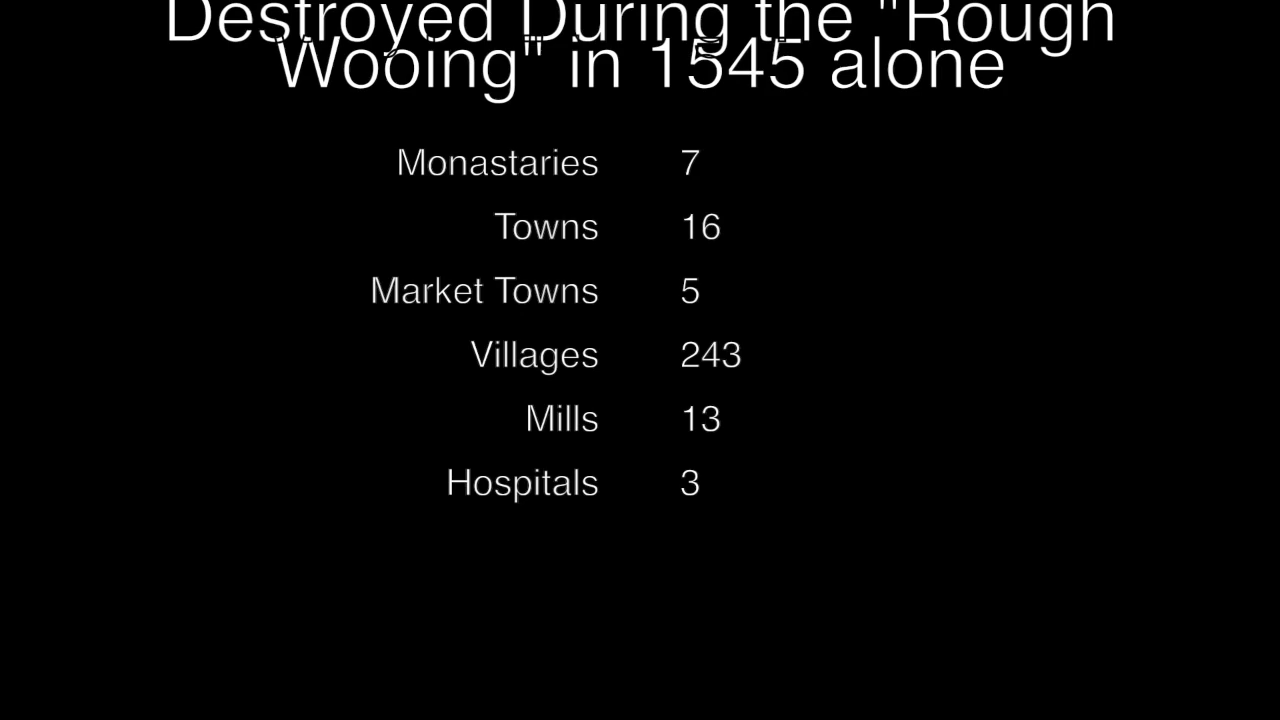 Destroyed During the "Rough
Wooing" in 1545 alone
Monastaries 7
Towns 16
Market Towns 5
Villages 243
Mills 13
Hospitals 3